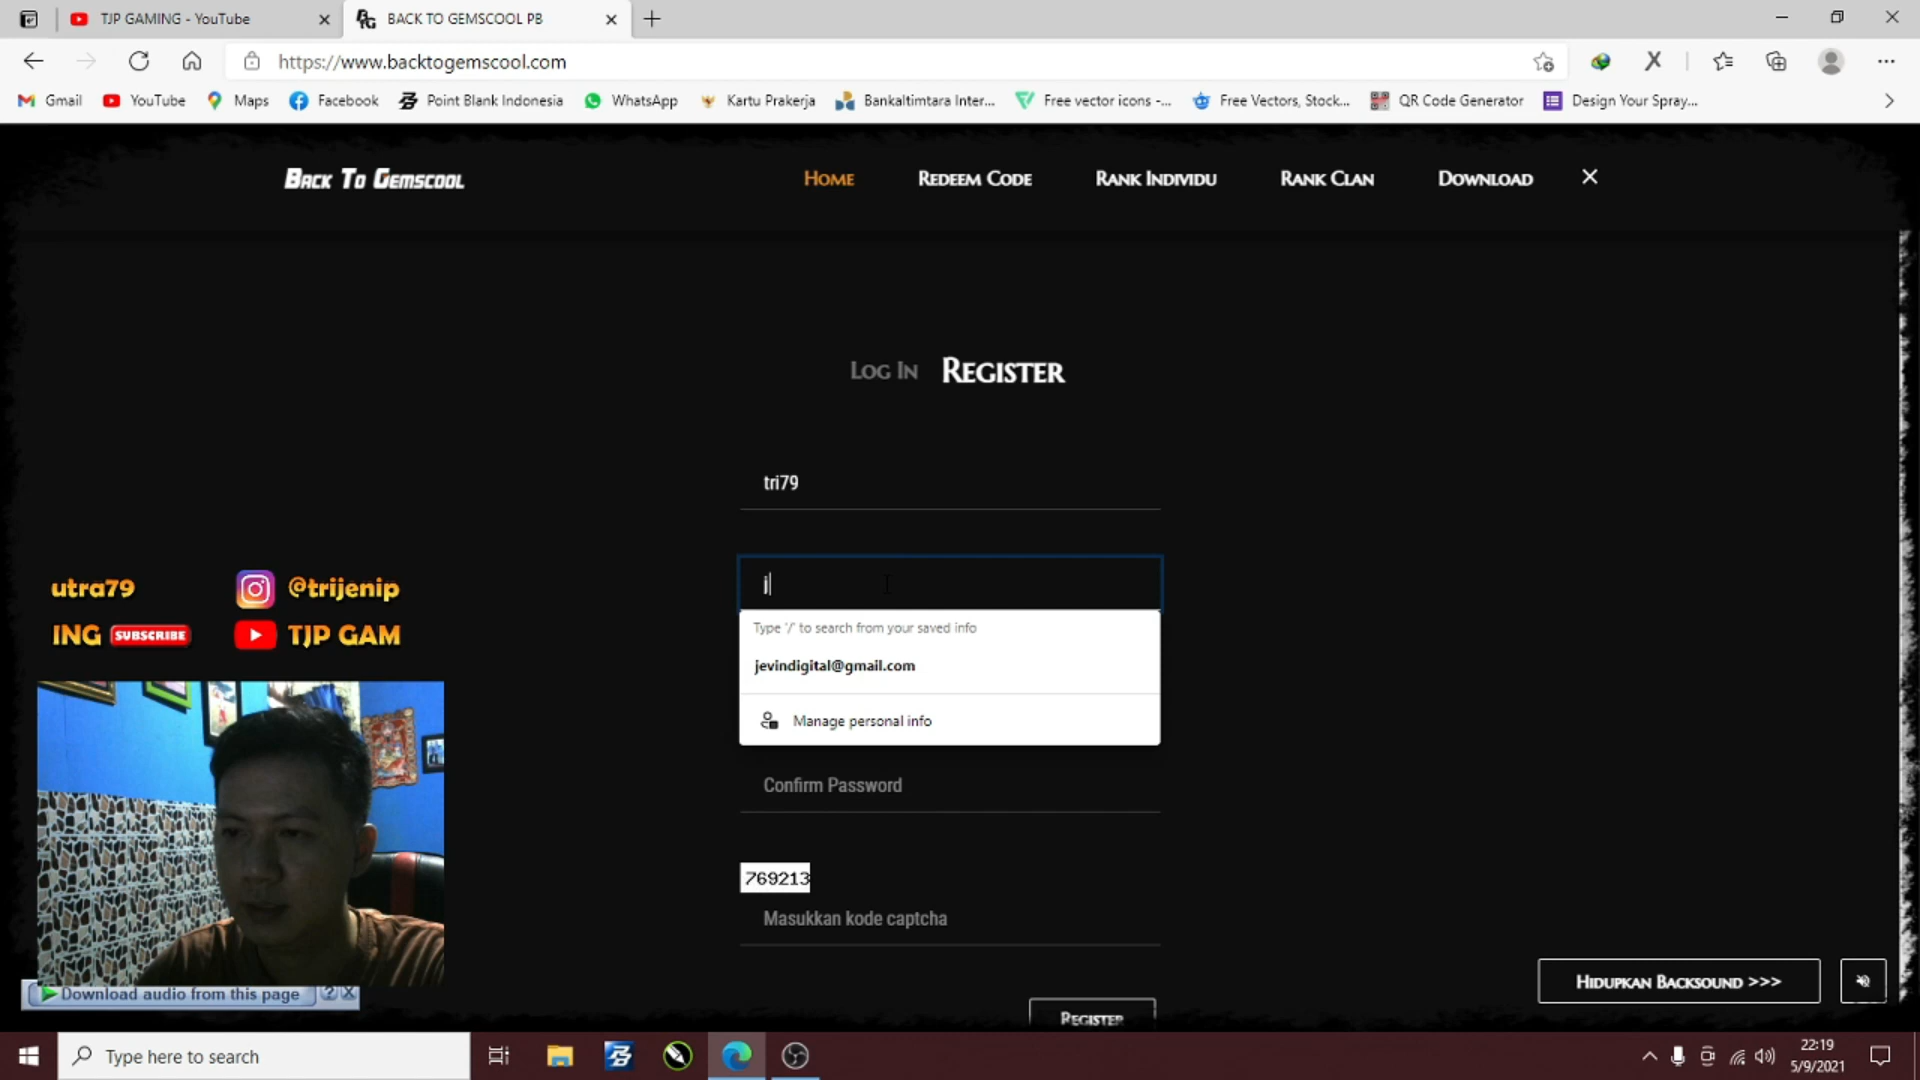 TJP GAMING - YouTube
BACK TO GEMSCOOL PB
https://www.backtogemscool.com
Gmail
YouTube
Maps
Facebook
Point Blank Indonesia
WhatsApp
Kartu Prakerja
Bankaltimtara Inter...
Free vector icons -...
Free Vectors, Stock...
QR Code Generator
Design Your Spray...
BACK TO GEMSCOOL
HOME
REDEEM CODE
RANK INDIVIDU
RANK CLAN
DOWNLOAD
LOG IN
REGISTER
tri79
j
Type '/' to search from your saved info
jevindigital@gmail.com
Manage personal info
Confirm Password
769213
Masukkan kode captcha
REGISTER
utra79
@trijenip
ING SUBSCRIBE
TJP GAM
Download audio from this page
HIDUPKAN BACKSOUND >>>
Type here to search
22:19
5/9/2021